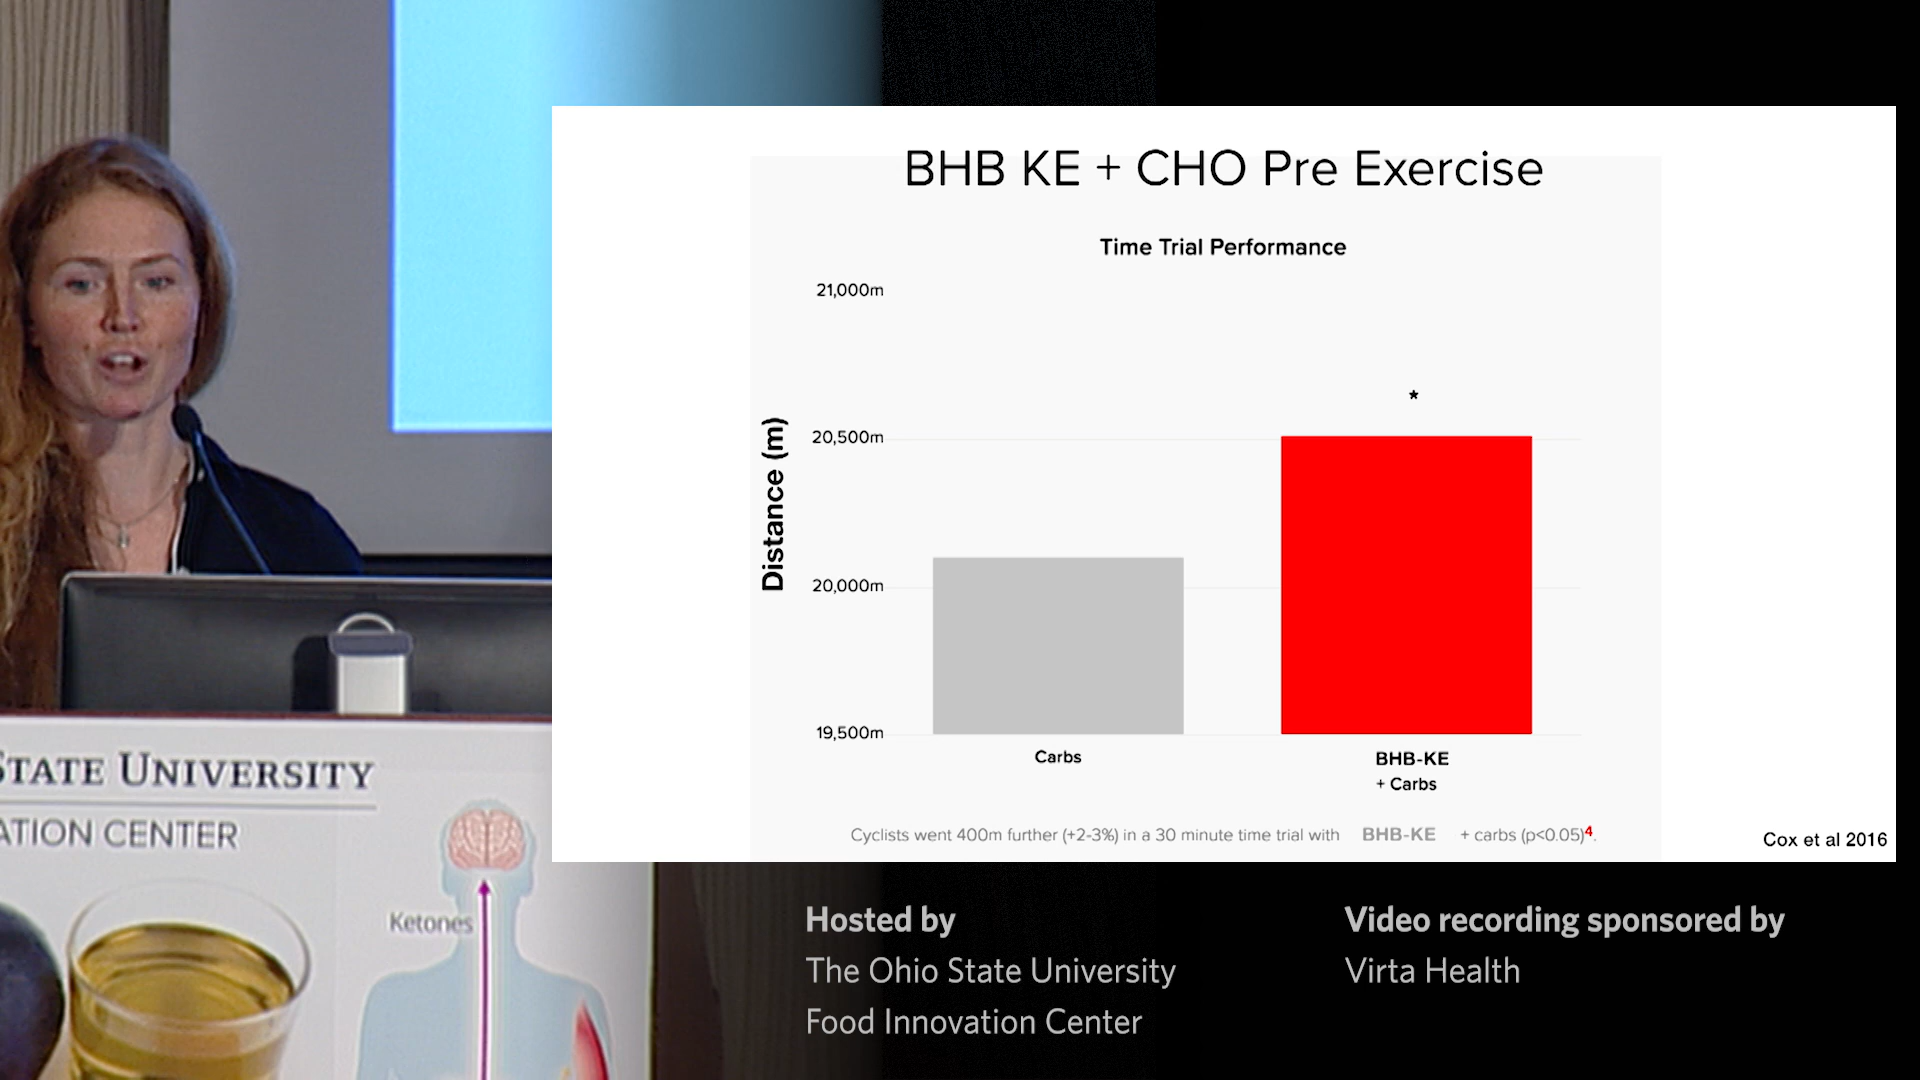 BHB KE + CHO Pre Exercise
Time Trial Performance
21,000m
*
20,500m
Distance (m)
20,000m
19,500m
Carbs
BHB-KE
+ Carbs
Cyclists went 400m further (+2-3%) in a 30 minute time trial with BHB-KE + carbs (p<0.05)4.
Cox et al 2016
STATE UNIVERSITY
ATION CENTER
Ketones
Hosted by
The Ohio State University
Food Innovation Center
Video recording sponsored by
Virta Health